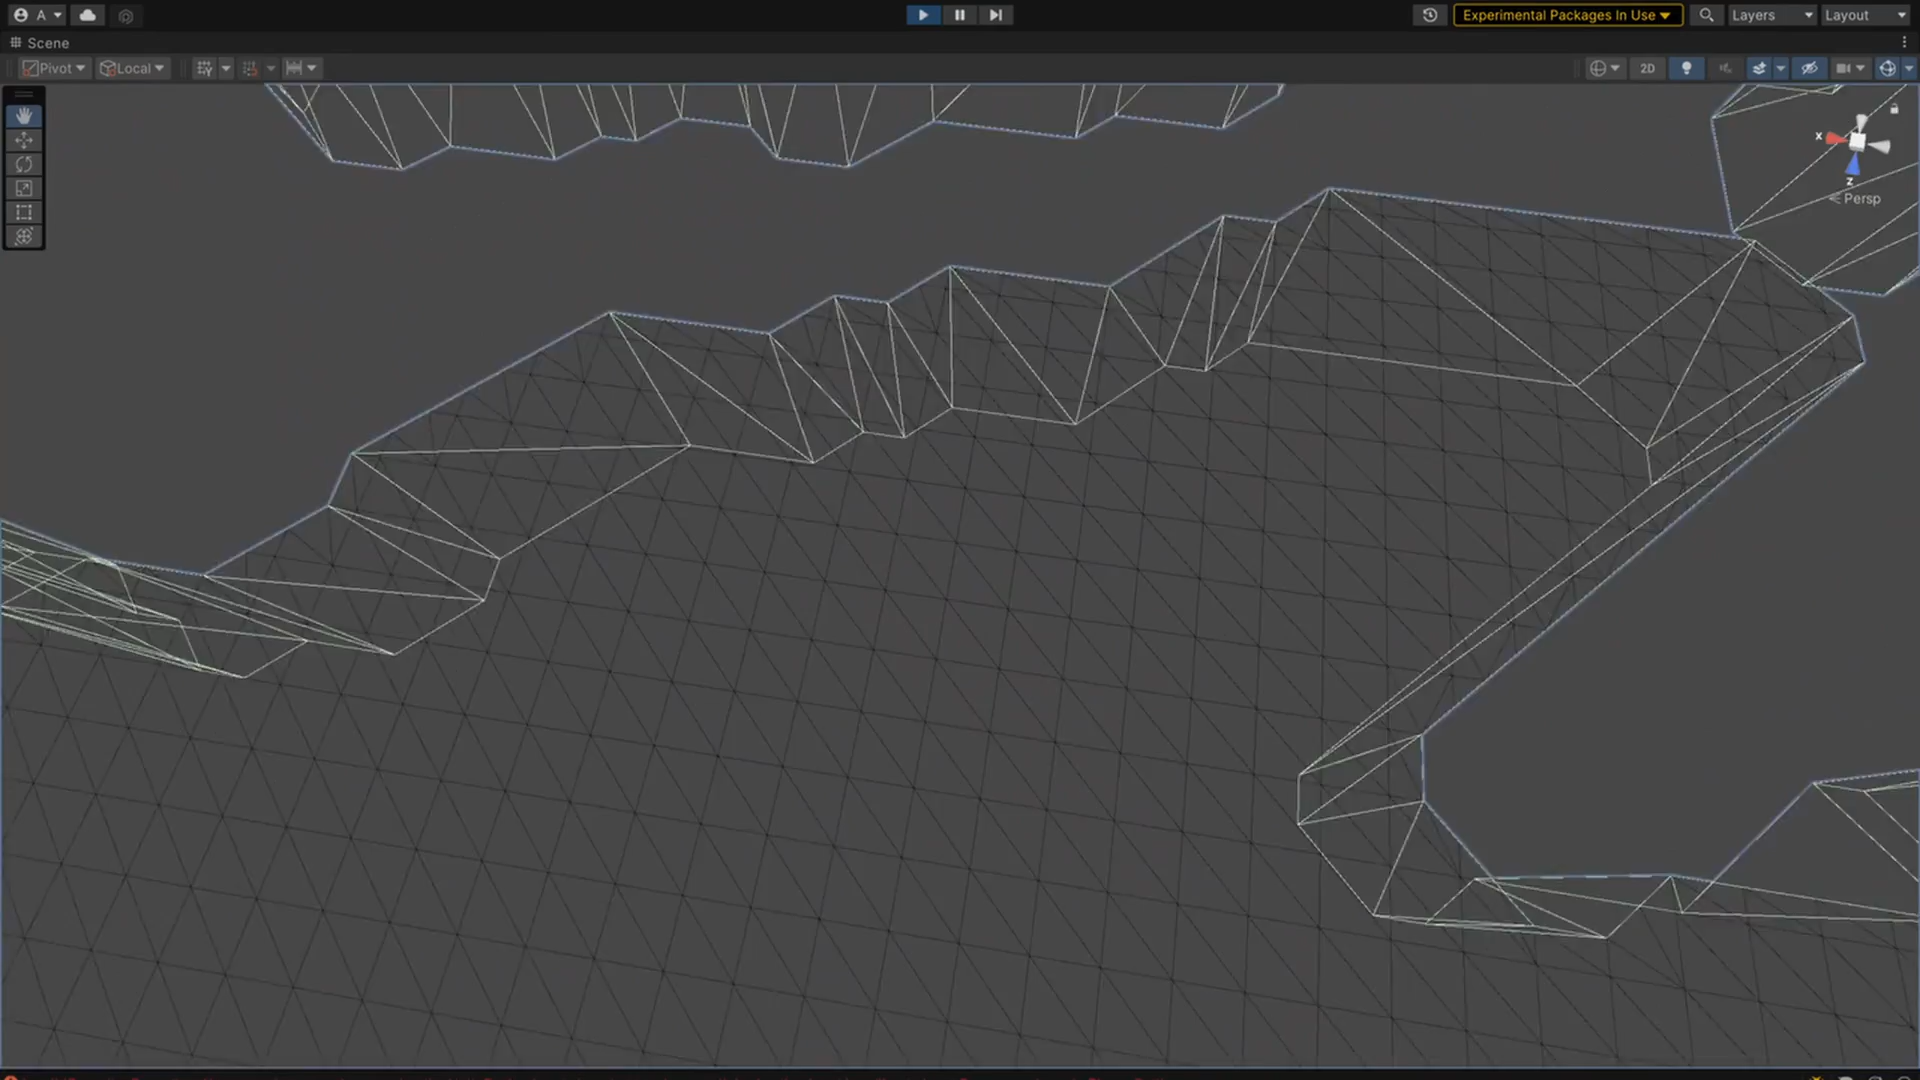 A
Experimental Packages In Use
Layers
Layout
Scene
Pivot
Local
2D
x
z
Persp